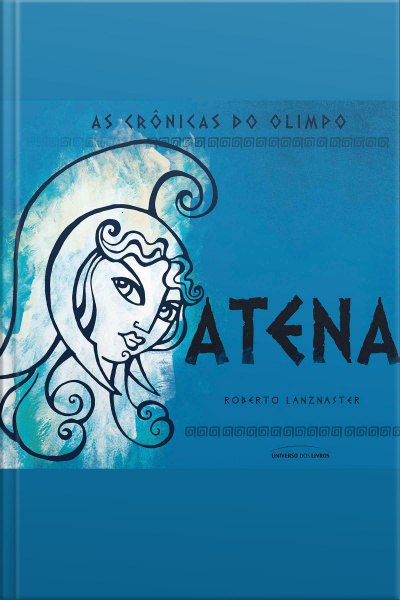 AS CRÔNICAS DO OLIMPO
ATENA
ROBERTO LANZNASTER
UNIVERSO DOS LIVROS